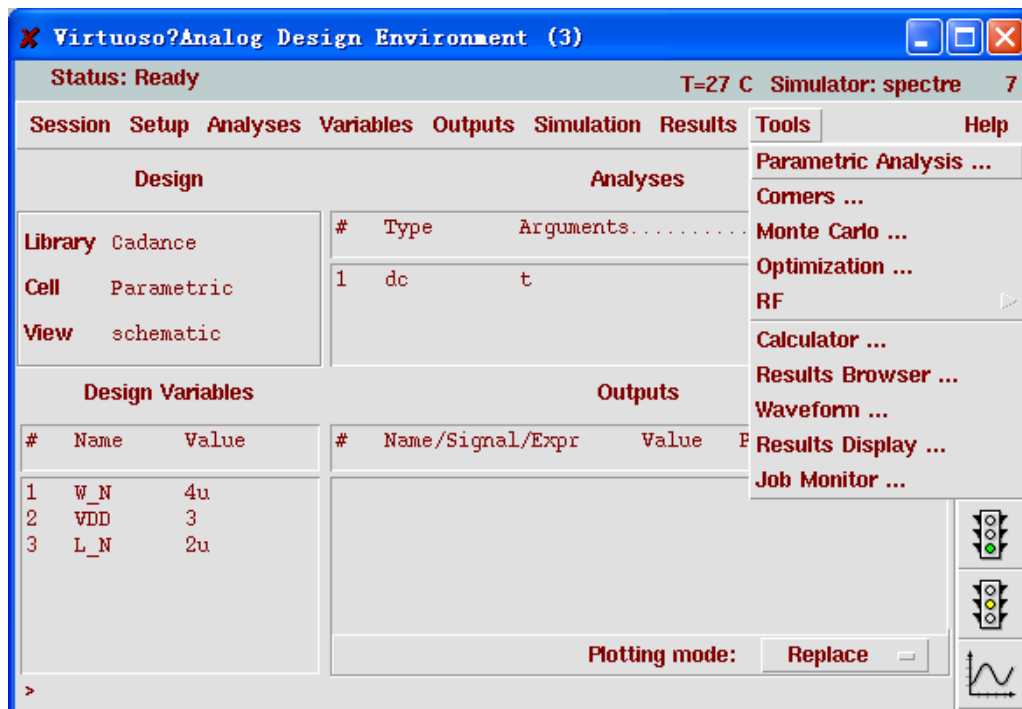 Virtuoso?Analog Design Environment (3)
Status: Ready T=27 C Simulator: spectre 7
Session Setup Analyses Variables Outputs Simulation Results Tools Help
Parametric Analysis ...
Corners ...
Monte Carlo ...
Optimization ...
RF
Calculator ...
Results Browser ...
Waveform ...
Results Display ...
Job Monitor ...
Design
Library Cadance
Cell Parametric
View schematic
Analyses
# Type Arguments..........
1 dc t
Design Variables
# Name Value
1 W_N 4u
2 VDD 3
3 L_N 2u
Outputs
# Name/Signal/Expr Value
Plotting mode: Replace
>